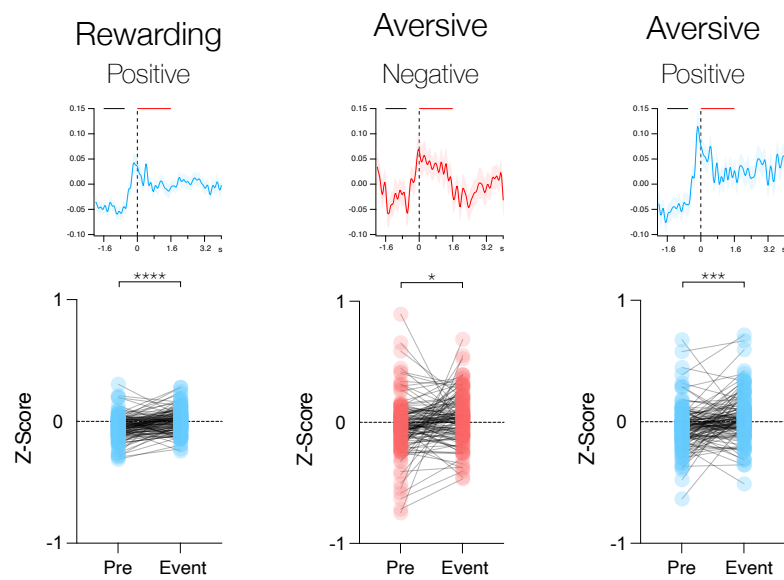 Rewarding
Positive
0.15
0.10
0.05
0.00
-0.05
-0.10
-1.6 0 1.6 3.2 s
****
1
0
-1
Z-Score
Pre Event
Aversive
Negative
0.15
0.10
0.05
0.00
-0.05
-0.10
-1.6 0 1.6 3.2 s
*
1
0
-1
Z-Score
Pre Event
Aversive
Positive
0.15
0.10
0.05
0.00
-0.05
-0.10
-1.6 0 1.6 3.2 s
***
1
0
-1
Z-Score
Pre Event